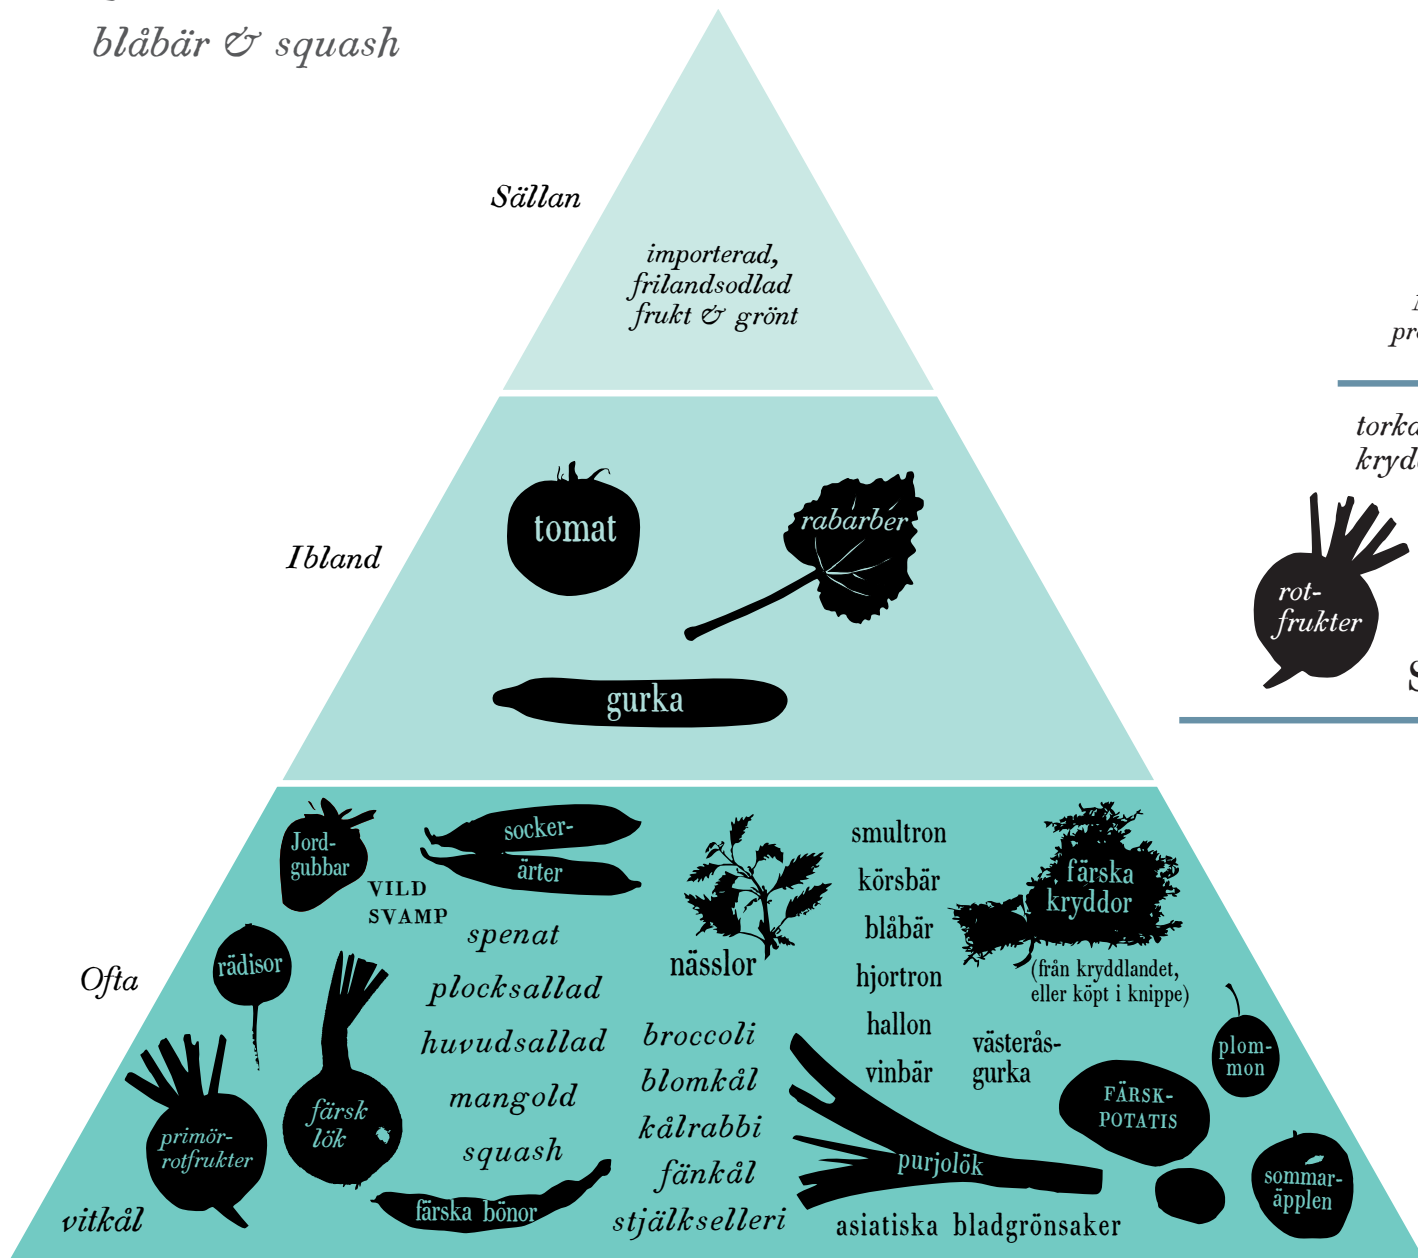 blåbär & squash
Sällan
importerad,
frilandsodlad
frukt & grönt
Ibland
tomat
rabarber
gurka
rot-
frukter
Ofta
Jord-
gubbar
VILD
SVAMP
socker-
ärter
rädisor
färsk
lök
primör-
rotfrukter
vitkål
spenat
plocksallad
huvudsallad
mangold
squash
färska bönor
nässlor
broccoli
blomkål
kålrabbi
fänkål
stjälkselleri
smultron
körsbär
blåbär
hjortron
hallon
vinbär
färska
kryddor
(från kryddlandet,
eller köpt i knippe)
västerås-
gurka
purjolök
asiatiska bladgrönsaker
FÄRSK-
POTATIS
plom-
mon
sommar-
äpplen